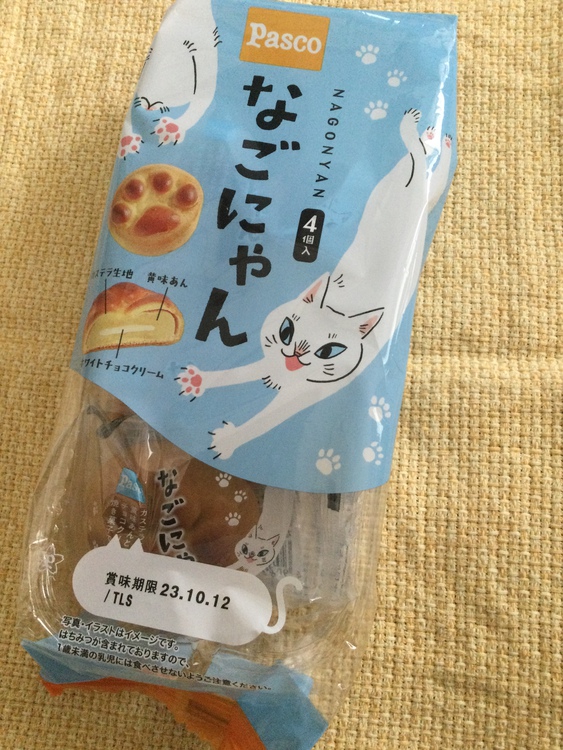 Pasco
なごにゃん
NAGONYAN
4個入
カステラ生地
黄味あん
ホワイトチョコクリーム
Pasco
なごにゃ
賞味期限 23.10.12
/TLS
写真・イラストはイメージです。
はちみつが含まれておりますので、
1歳未満の乳児には食べさせないようご注意ください。